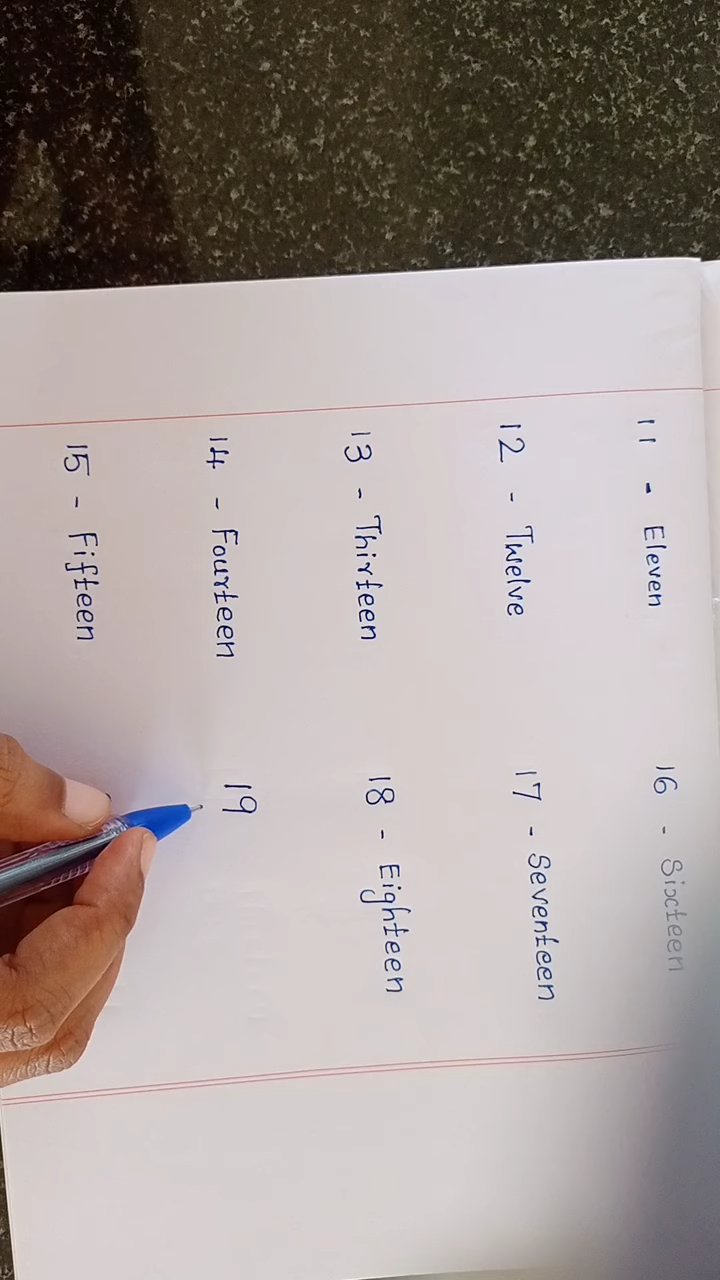 11 - Eleven
12 - Twelve
13 - Thirteen
14 - Fourteen
15 - Fifteen
16 - Sixteen
17 - Seventeen
18 - Eighteen
19